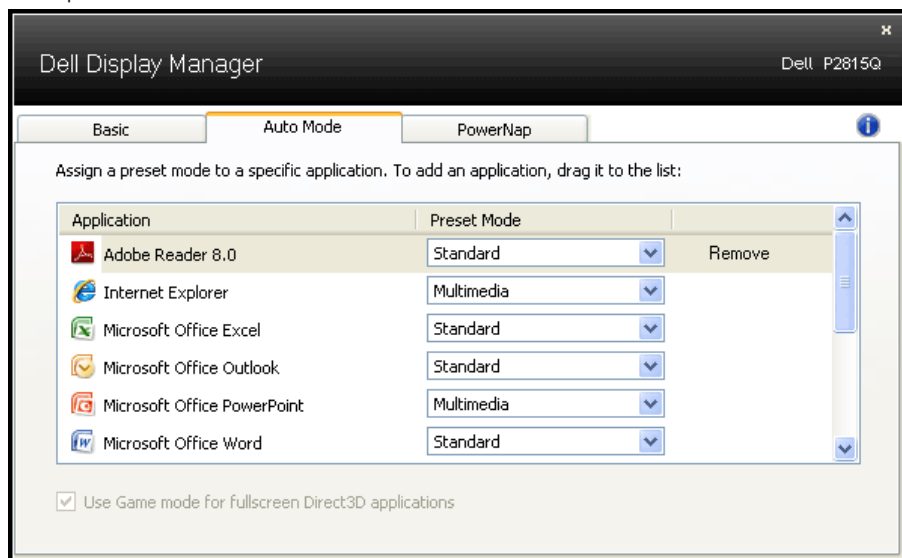 Dell Display Manager
Dell P2815Q
Basic
Auto Mode
PowerNap
Assign a preset mode to a specific application. To add an application, drag it to the list:
Application
Preset Mode
Adobe Reader 8.0
Standard
Remove
Internet Explorer
Multimedia
Microsoft Office Excel
Standard
Microsoft Office Outlook
Standard
Microsoft Office PowerPoint
Multimedia
Microsoft Office Word
Standard
Use Game mode for fullscreen Direct3D applications